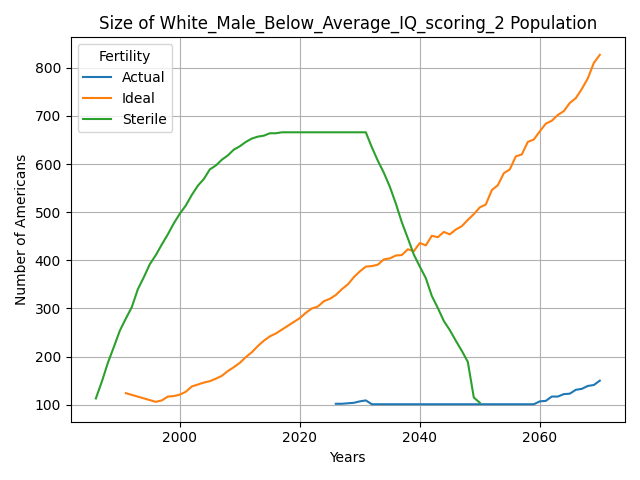 Size of White_Male_Below_Average_IQ_scoring_2 Population
Fertility
Actual
Ideal
Sterile
Number of Americans
800
700
600
500
400
300
200
100
2000
2020
2040
2060
Years